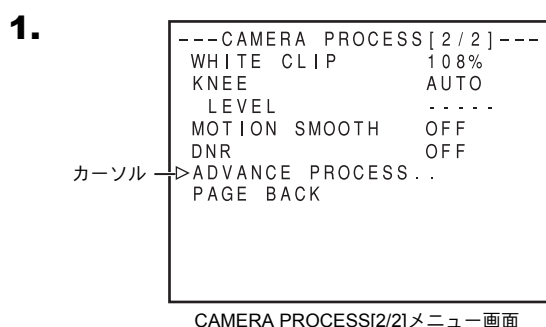 1.
---CAMERA PROCESS[2/2]---
WHITE CLIP 108%
KNEE AUTO
LEVEL -----
MOTION SMOOTH OFF
DNR OFF
カーソル ▷ADVANCE PROCESS..
PAGE BACK
CAMERA PROCESS[2/2]メニュー画面